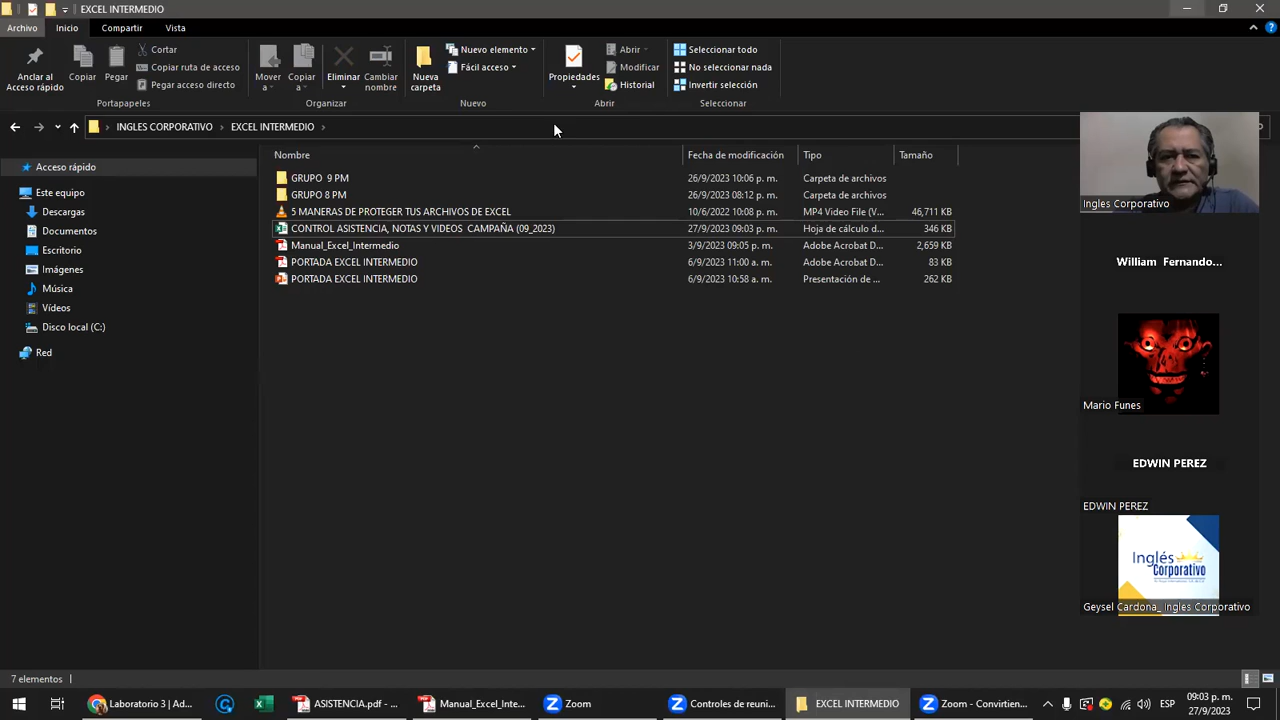 EXCEL INTERMEDIO
Archivo Inicio Compartir Vista
Anclar al Acceso rápido
Copiar
Pegar
Cortar
Copiar ruta de acceso
Pegar acceso directo
Portapapeles
Mover a
Copiar a
Eliminar
Cambiar nombre
Organizar
Nueva carpeta
Nuevo elemento
Fácil acceso
Nuevo
Propiedades
Abrir
Modificar
Historial
Abrir
Seleccionar todo
No seleccionar nada
Invertir selección
Seleccionar
INGLES CORPORATIVO › EXCEL INTERMEDIO ›
Nombre Fecha de modificación Tipo Tamaño
GRUPO 9 PM 26/9/2023 10:06 p. m. Carpeta de archivos
GRUPO 8 PM 26/9/2023 08:12 p. m. Carpeta de archivos
5 MANERAS DE PROTEGER TUS ARCHIVOS DE EXCEL 10/6/2022 10:08 p. m. MP4 Video File (V... 46,711 KB
CONTROL ASISTENCIA, NOTAS Y VIDEOS CAMPAÑA (09_2023) 27/9/2023 09:03 p. m. Hoja de cálculo d... 346 KB
Manual_Excel_Intermedio 3/9/2023 09:05 p. m. Adobe Acrobat D... 2,659 KB
PORTADA EXCEL INTERMEDIO 6/9/2023 11:00 a. m. Adobe Acrobat D... 83 KB
PORTADA EXCEL INTERMEDIO 6/9/2023 10:58 a. m. Presentación de ... 262 KB
Acceso rápido
Este equipo
Descargas
Documentos
Escritorio
Imágenes
Música
Vídeos
Disco local (C:)
Red
Ingles Corporativo
William Fernando...
Mario Funes
EDWIN PEREZ
EDWIN PEREZ
Inglés
Corporativo
Geysel Cardona_ Ingles Corporativo
7 elementos
Laboratorio 3 | Ad...
ASISTENCIA.pdf - ...
Manual_Excel_Inte...
Zoom
Controles de reuni...
EXCEL INTERMEDIO
Zoom - Convirtien...
ESP
09:03 p. m.
27/9/2023